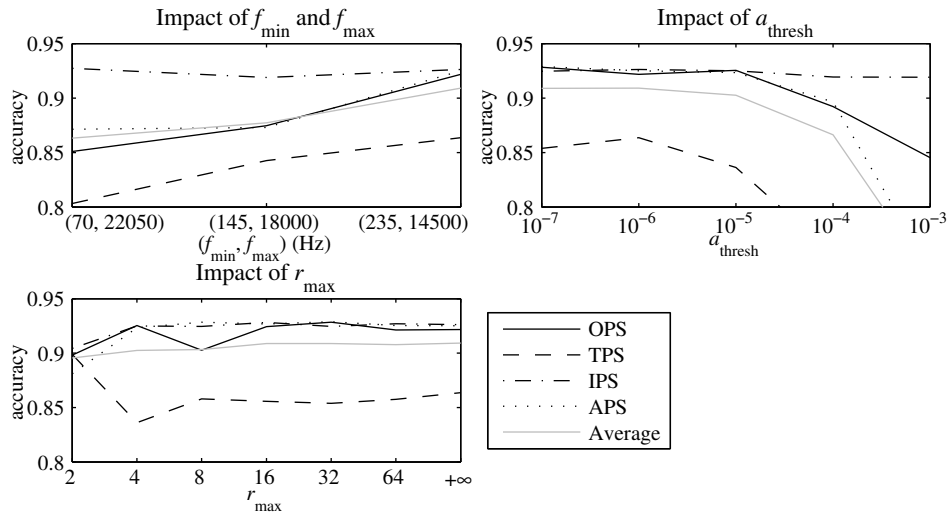 Impact of f_min and f_max
0.95
0.9
0.85
0.8
accuracy
(70, 22050) (145, 18000) (235, 14500)
(f_min, f_max) (Hz)
Impact of a_thresh
0.95
0.9
0.85
0.8
accuracy
10^-7 10^-6 10^-5 10^-4 10^-3
a_thresh
Impact of r_max
0.95
0.9
0.85
0.8
accuracy
2 4 8 16 32 64 +∞
r_max
OPS
TPS
IPS
APS
Average